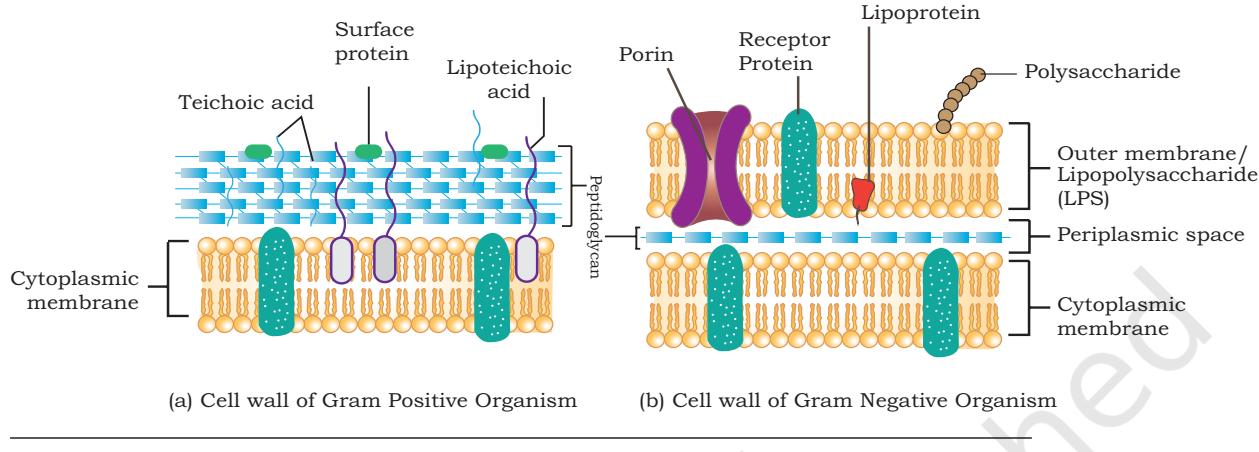 Surface
protein
Lipoteichoic
acid
Teichoic acid
Peptidoglycan
Cytoplasmic
membrane
(a) Cell wall of Gram Positive Organism
Lipoprotein
Porin
Receptor
Protein
Polysaccharide
Outer membrane/
Lipopolysaccharide
(LPS)
Periplasmic space
Cytoplasmic
membrane
(b) Cell wall of Gram Negative Organism
hed